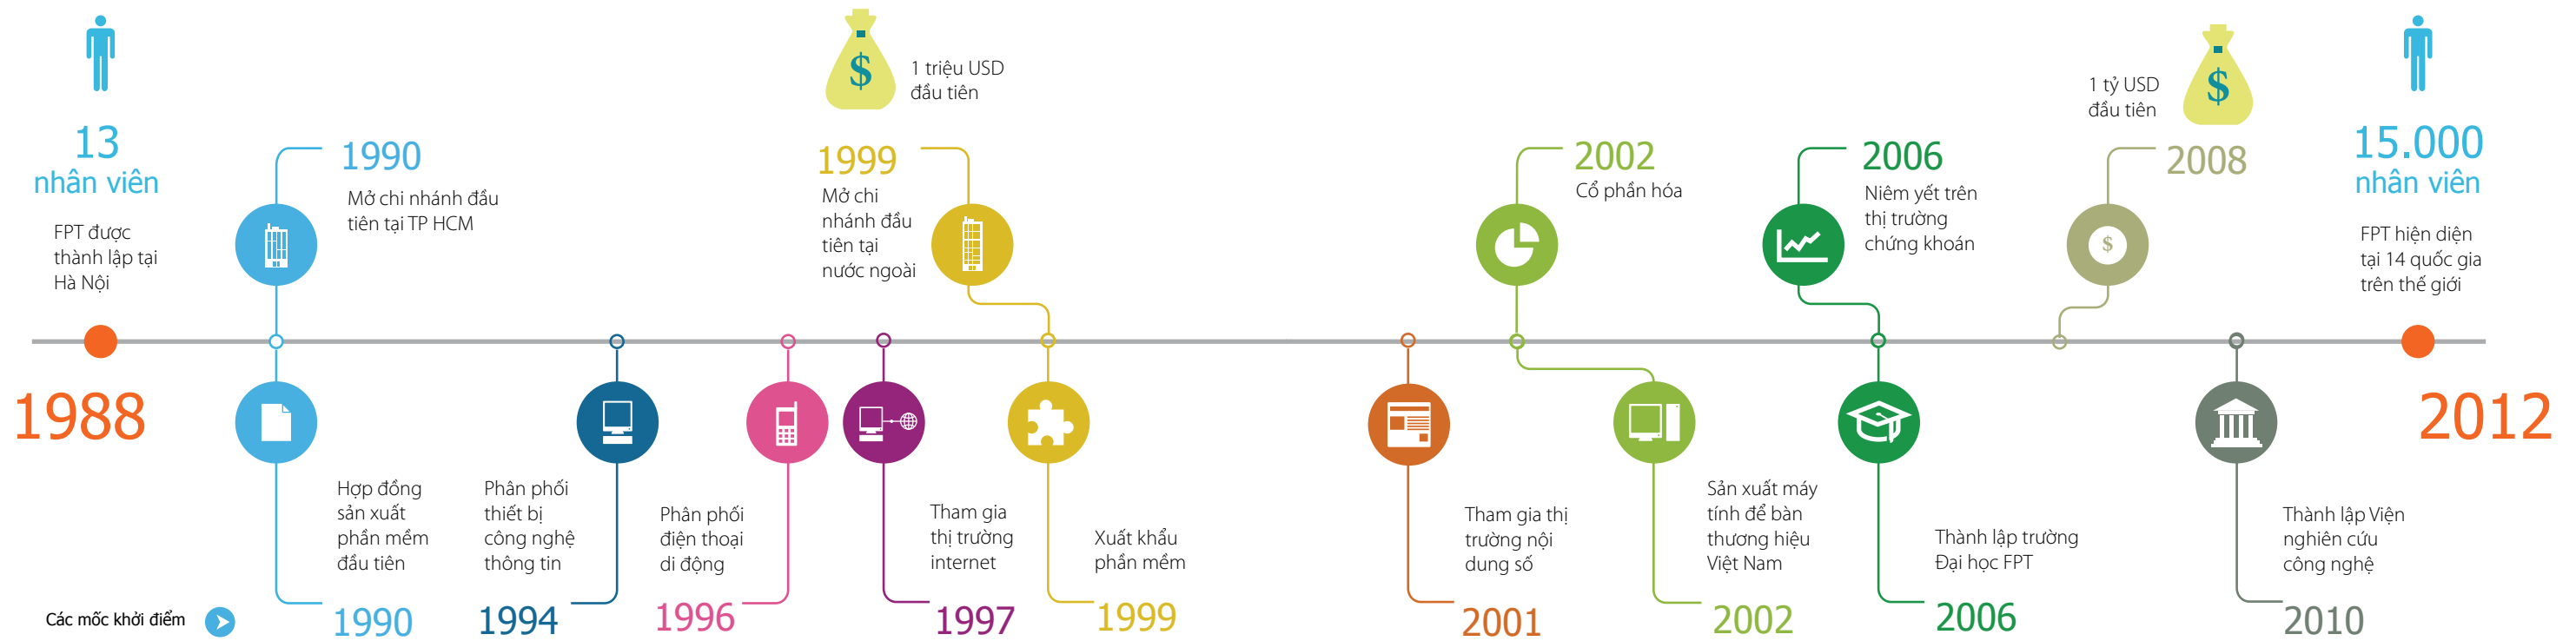 13
nhân viên
FPT được
thành lập tại
Hà Nội
1988
1990
Mở chi nhánh đầu
tiên tại TP HCM
Hợp đồng
sản xuất
phần mềm
đầu tiên
1990
Phân phối
thiết bị
công nghệ
thông tin
1994
Phân phối
điện thoại
di động
1996
Tham gia
thị trường
internet
1997
$
1 triệu USD
đầu tiên
1999
Mở chi
nhánh đầu
tiên tại
nước ngoài
Xuất khẩu
phần mềm
1999
Tham gia thị
trường nội
dung số
2001
2002
Cổ phần hóa
Sản xuất máy
tính để bàn
thương hiệu
Việt Nam
2002
2006
Niêm yết trên
thị trường
chứng khoán
Thành lập trường
Đại học FPT
2006
1 tỷ USD
đầu tiên
$
2008
$
Thành lập Viện
nghiên cứu
công nghệ
2010
15.000
nhân viên
FPT hiện diện
tại 14 quốc gia
trên thế giới
2012
Các mốc khởi điểm